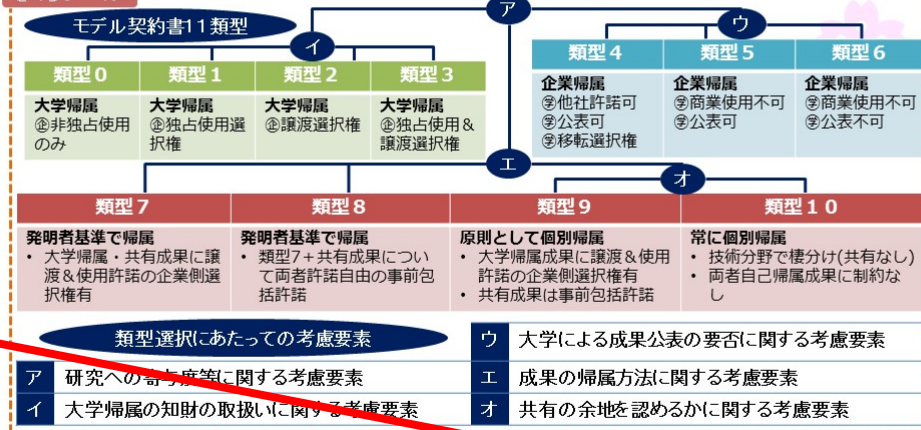 モデル契約書11類型
ア
イ
ウ
類型0
類型1
類型2
類型3
類型4
類型5
類型6
大学帰属
㊭非独占使用
のみ
大学帰属
㊭独占使用選
択権
大学帰属
㊭譲渡選択権
大学帰属
㊭独占使用&
譲渡選択権
企業帰属
㊫他社許諾可
㊫公表可
㊫移転選択権
企業帰属
㊫商業使用不可
㊫公表可
企業帰属
㊫商業使用不可
㊫公表不可
エ
オ
類型7
類型8
類型9
類型10
発明者基準で帰属
• 大学帰属・共有成果に譲
渡&使用許諾の企業側選
択権有
発明者基準で帰属
• 類型7+共有成果につい
て両者許諾自由の事前包
括許諾
原則として個別帰属
• 大学帰属成果に譲渡&使用
許諾の企業側選択権有
• 共有成果は事前包括許諾
常に個別帰属
• 技術分野で棲分け(共有なし)
• 両者自己帰属成果に制約な
し
類型選択にあたっての考慮要素
ウ 大学による成果公表の要否に関する考慮要素
ア 研究への寄与度等に関する考慮要素
エ 成果の帰属方法に関する考慮要素
イ 大学帰属の知財の取扱いに関する考慮要素
オ 共有の余地を認めるかに関する考慮要素